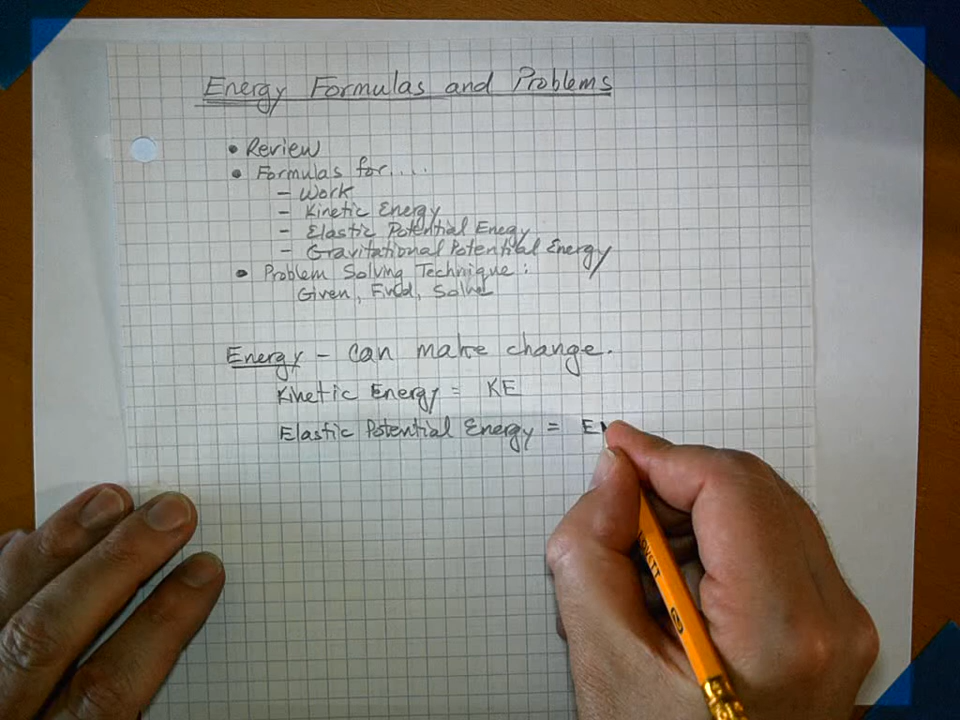 Energy Formulas and Problems
• Review
• Formulas for....
- Work
- Kinetic Energy
- Elastic Potential Enegy
- Gravitational Potential Energy
• Problem Solving Technique:
Given, Find, Solve
Energy - can make change.
Kinetic Energy = KE
Elastic Potential Energy = E